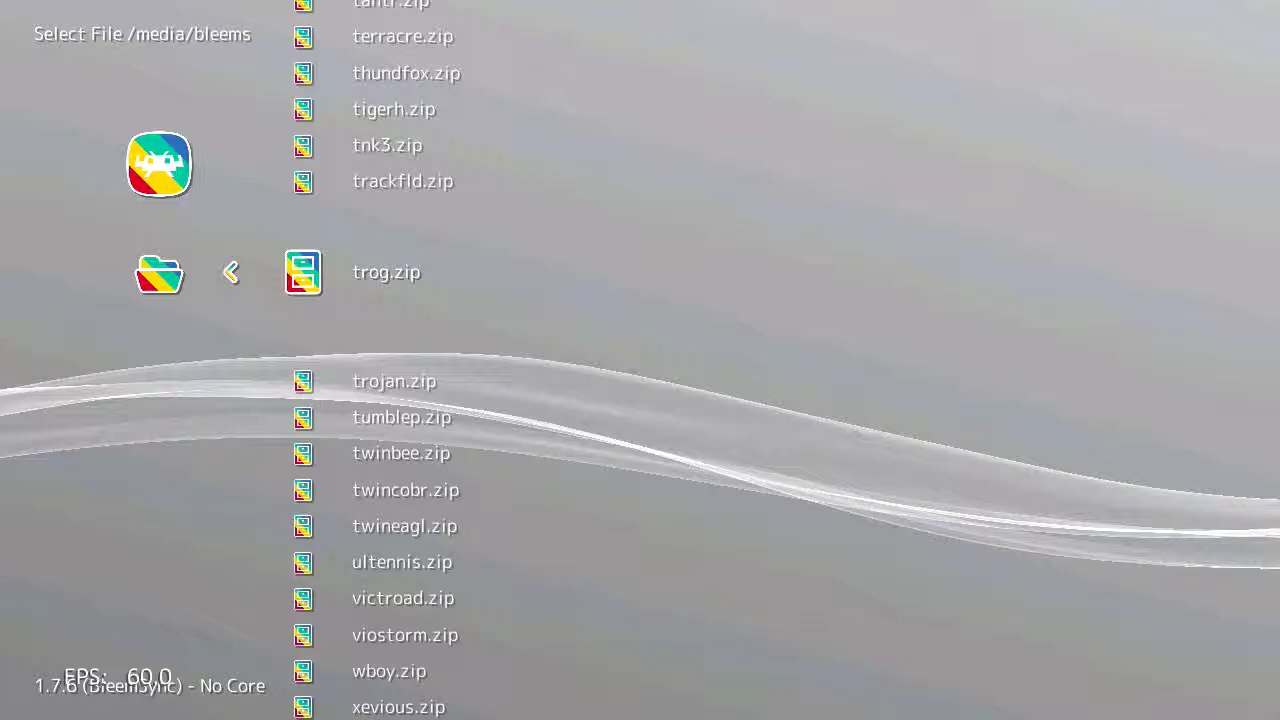 tantr.zip
Select File /media/bleems
terracre.zip
thundfox.zip
tigerh.zip
tnk3.zip
trackfld.zip
trog.zip
trojan.zip
tumblep.zip
twinbee.zip
twincobr.zip
twineagl.zip
ultennis.zip
victroad.zip
viostorm.zip
wboy.zip
FPS: 60.0
1.7.6 (BleemSync) - No Core
xevious.zip